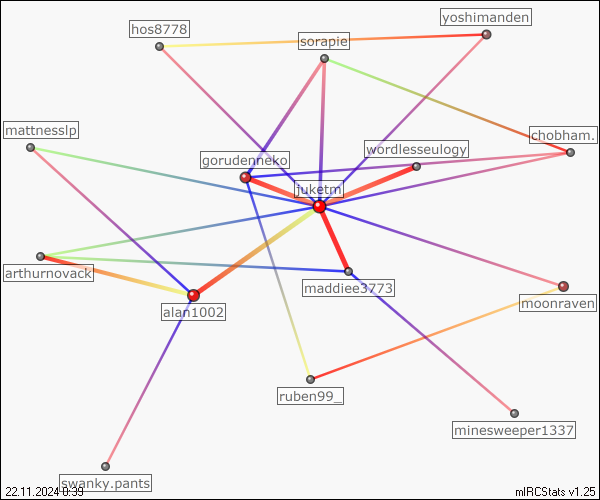 yoshimanden
hos8778
sorapie
mattnesslp
chobham.
wordlesseulogy
gorudenneko
juketm
arthurnovack
maddiee3773
moonraven
alan1002
ruben99_
minesweeper1337
swanky.pants
22.11.2024 0:39
mIRCStats v1.25